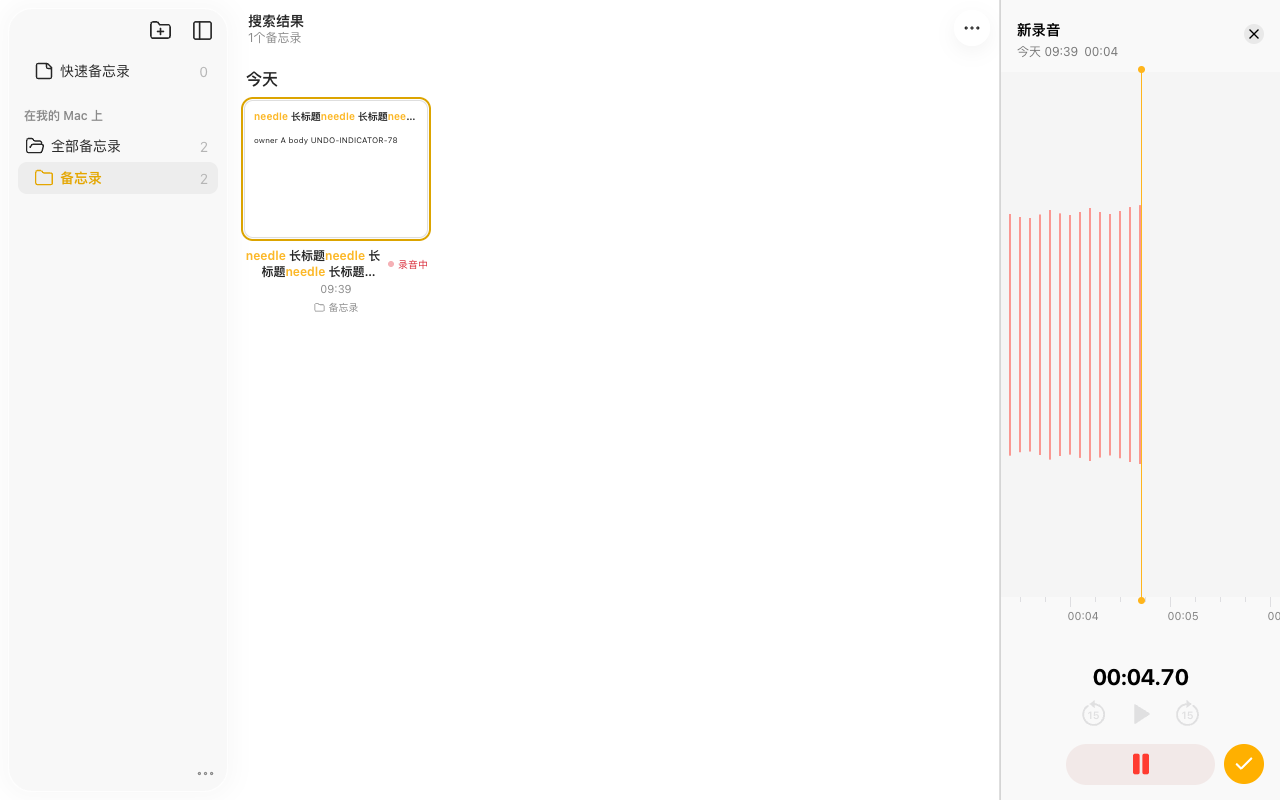 快速备忘录 0
在我的 Mac 上
全部备忘录 2
备忘录 2
搜索结果
1个备忘录
今天
needle 长标题needle 长标题nee...
owner A body UNDO-INDICATOR-78
needle 长标题needle 长
标题needle 长标题...
录音中
09:39
备忘录
新录音
今天 09:39 00:04
00:04 00:05 00
00:04.70
15 15